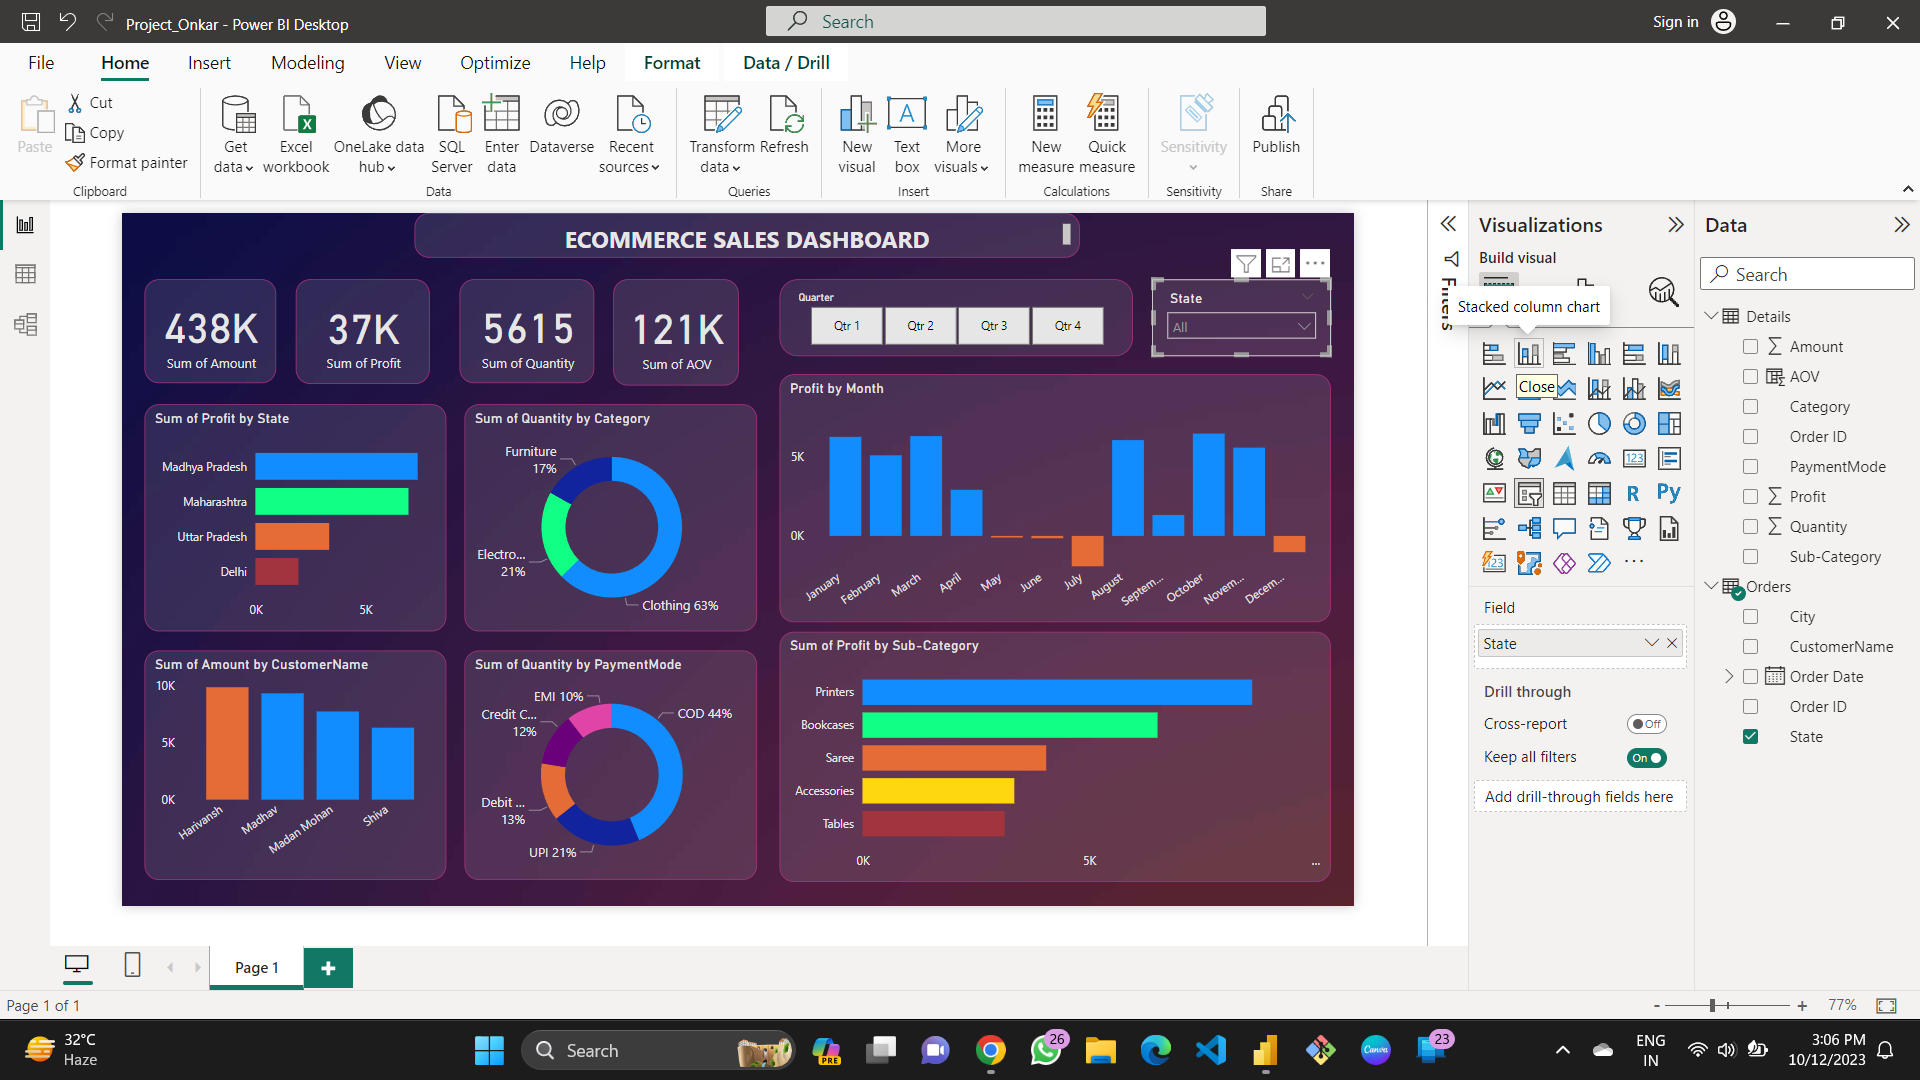 Project_Onkar - Power BI Desktop
Search
Sign in
File
Home
Insert
Modeling
View
Optimize
Help
Format
Data / Drill
Paste
Cut
Copy
Format painter
Clipboard
Get data
Excel workbook
OneLake data hub
SQL Server
Enter data
Dataverse
Recent sources
Data
Transform data
Refresh
Queries
New visual
Text box
More visuals
Insert
New measure
Quick measure
Calculations
Sensitivity
Sensitivity
Publish
Share
ECOMMERCE SALES DASHBOARD
438K
Sum of Amount
37K
Sum of Profit
5615
Sum of Quantity
121K
Sum of AOV
Quarter
Qtr 1
Qtr 2
Qtr 3
Qtr 4
State
All
Sum of Profit by State
Madhya Pradesh
Maharashtra
Uttar Pradesh
Delhi
0K
5K
Sum of Quantity by Category
Furniture
17%
Electro...
21%
Clothing 63%
Profit by Month
5K
0K
January
February
March
April
May
June
July
August
Septem...
October
Novem...
Decem...
Sum of Amount by CustomerName
10K
5K
0K
Harivansh
Madhav
Madan Mohan
Shiva
Sum of Quantity by PaymentMode
EMI 10%
Credit C...
12%
Debit ...
13%
UPI 21%
COD 44%
Sum of Profit by Sub-Category
Printers
Bookcases
Saree
Accessories
Tables
0K
5K
...
Filters
Visualizations
Build visual
Stacked column chart
Close
123
R
Py
123
...
Field
State
Drill through
Cross-report
Off
Keep all filters
On
Add drill-through fields here
Data
Search
Details
Amount
AOV
Category
Order ID
PaymentMode
Profit
Quantity
Sub-Category
Orders
City
CustomerName
Order Date
Order ID
State
Page 1
Page 1 of 1
77%
32°C
Haze
Search
PRE
26
Canva
23
ENG
IN
3:06 PM
10/12/2023